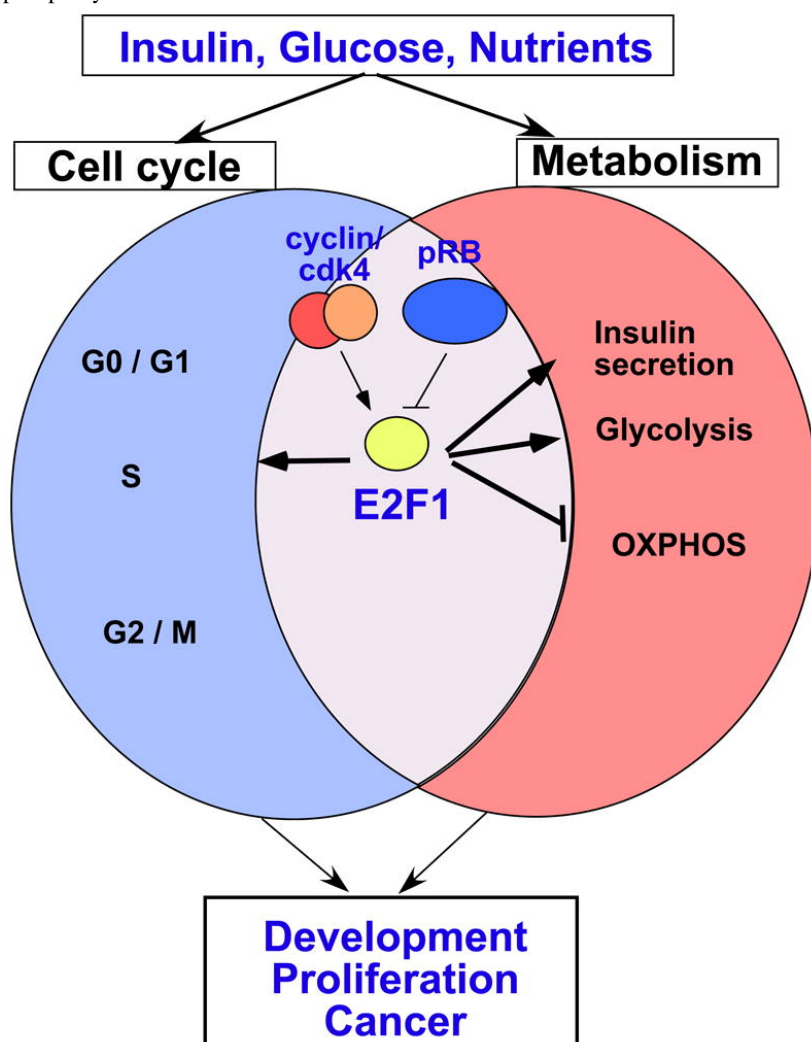 Insulin, Glucose, Nutrients
Cell cycle
Metabolism
cyclin/
cdk4
pRB
G0 / G1
Insulin
secretion
Glycolysis
S
E2F1
OXPHOS
G2 / M
Development
Proliferation
Cancer